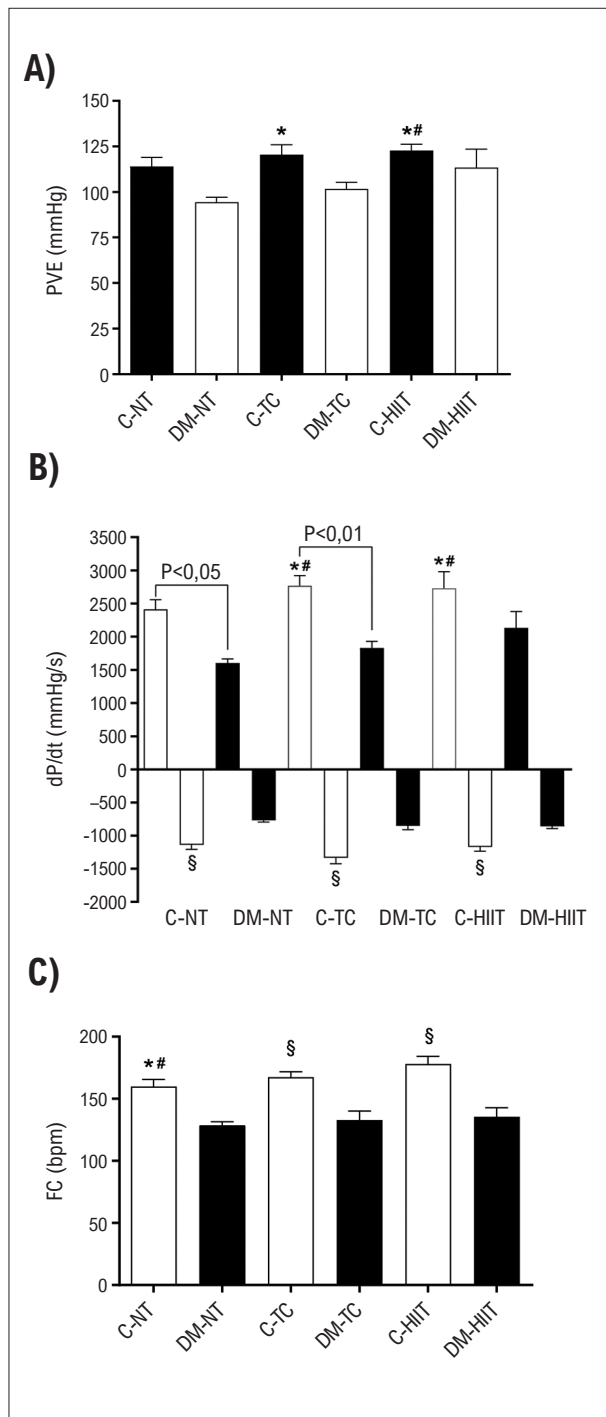 A)
150
125
100
75
50
25
0
PVE (mmHg)
*
*#
C-NT
DM-NT
C-TC
DM-TC
C-HIIT
DM-HIIT
B)
3500
3000
2500
2000
1500
1000
500
0
–500
-1000
-1500
-2000
dP/dt (mmHg/s)
P<0,05
P<0,01
*#
*#
§
§
§
C-NT DM-NT C-TC DM-TC C-HIIT DM-HIIT
C)
200
150
100
50
0
FC (bpm)
*#
§
§
C-NT
DM-NT
C-TC
DM-TC
C-HIIT
DM-HIIT